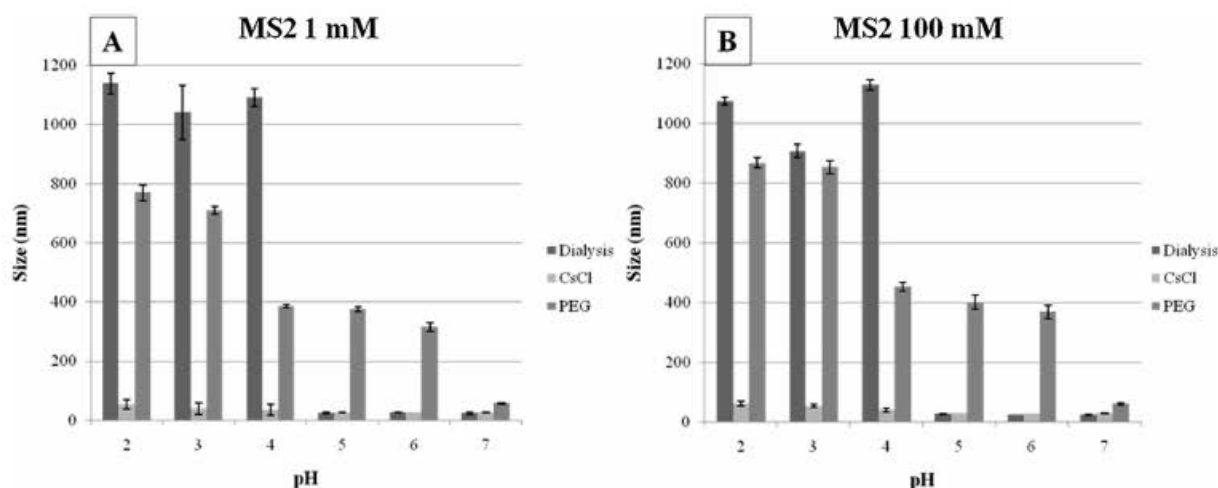 A
MS2 1 mM
Size (nm)
1200
1000
800
600
400
200
0
2 3 4 5 6 7
pH
Dialysis
CsCl
PEG
B
MS2 100 mM
Size (nm)
1200
1000
800
600
400
200
0
2 3 4 5 6 7
pH
Dialysis
CsCl
PEG